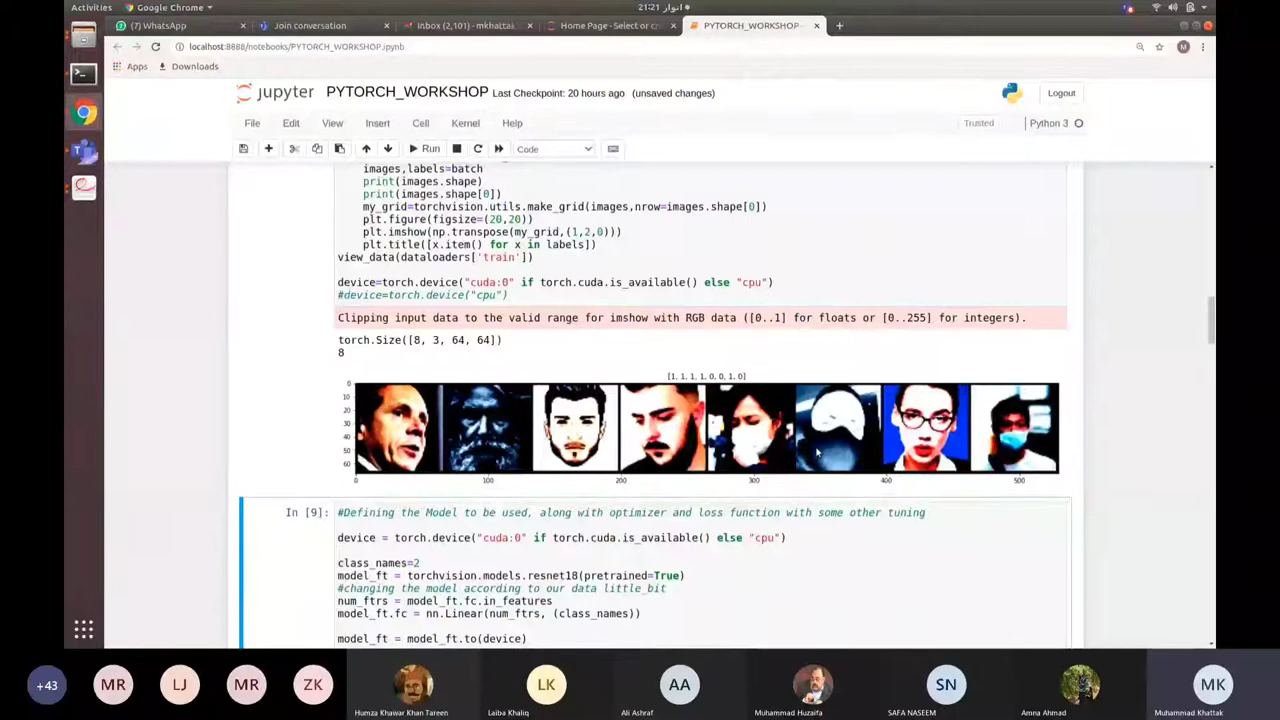 Activities
Google Chrome
21:21 اتوار
(7) WhatsApp
Join conversation
Inbox (2,101) - mkhattak
Home Page - Select or cr
PYTORCH_WORKSHOP
localhost:8888/notebooks/PYTORCH_WORKSHOP.ipynb
M
Apps
Downloads
jupyter
PYTORCH_WORKSHOP Last Checkpoint: 20 hours ago (unsaved changes)
Logout
File Edit View Insert Cell Kernel Help
Trusted
Python 3
Run
Code
images,labels=batch
print(images.shape)
print(images.shape[0])
my_grid=torchvision.utils.make_grid(images,nrow=images.shape[0])
plt.figure(figsize=(20,20))
plt.imshow(np.transpose(my_grid,(1,2,0)))
plt.title([x.item() for x in labels])
view_data(dataloaders['train'])
device=torch.device("cuda:0" if torch.cuda.is_available() else "cpu")
#device=torch.device("cpu")
Clipping input data to the valid range for imshow with RGB data ([0..1] for floats or [0..255] for integers).
torch.Size([8, 3, 64, 64])
8
[1, 1, 1, 1, 0, 0, 1, 0]
0
10
20
30
40
50
60
0 100 200 300 400 500
In [9]:
#Defining the Model to be used, along with optimizer and loss function with some other tuning
device = torch.device("cuda:0" if torch.cuda.is_available() else "cpu")
class_names=2
model_ft = torchvision.models.resnet18(pretrained=True)
#changing the model according to our data little_bit
num_ftrs = model_ft.fc.in_features
model_ft.fc = nn.Linear(num_ftrs, (class_names))
model_ft = model_ft.to(device)
+43
MR
LJ
MR
ZK
LK
AA
SN
MK
Humza Khawar Khan Tareen
Laiba Khaliq
Ali Ashraf
Muhammad Huzaifa
SAFA NASEEM
Amna Ahmad
Muhammad Khattak